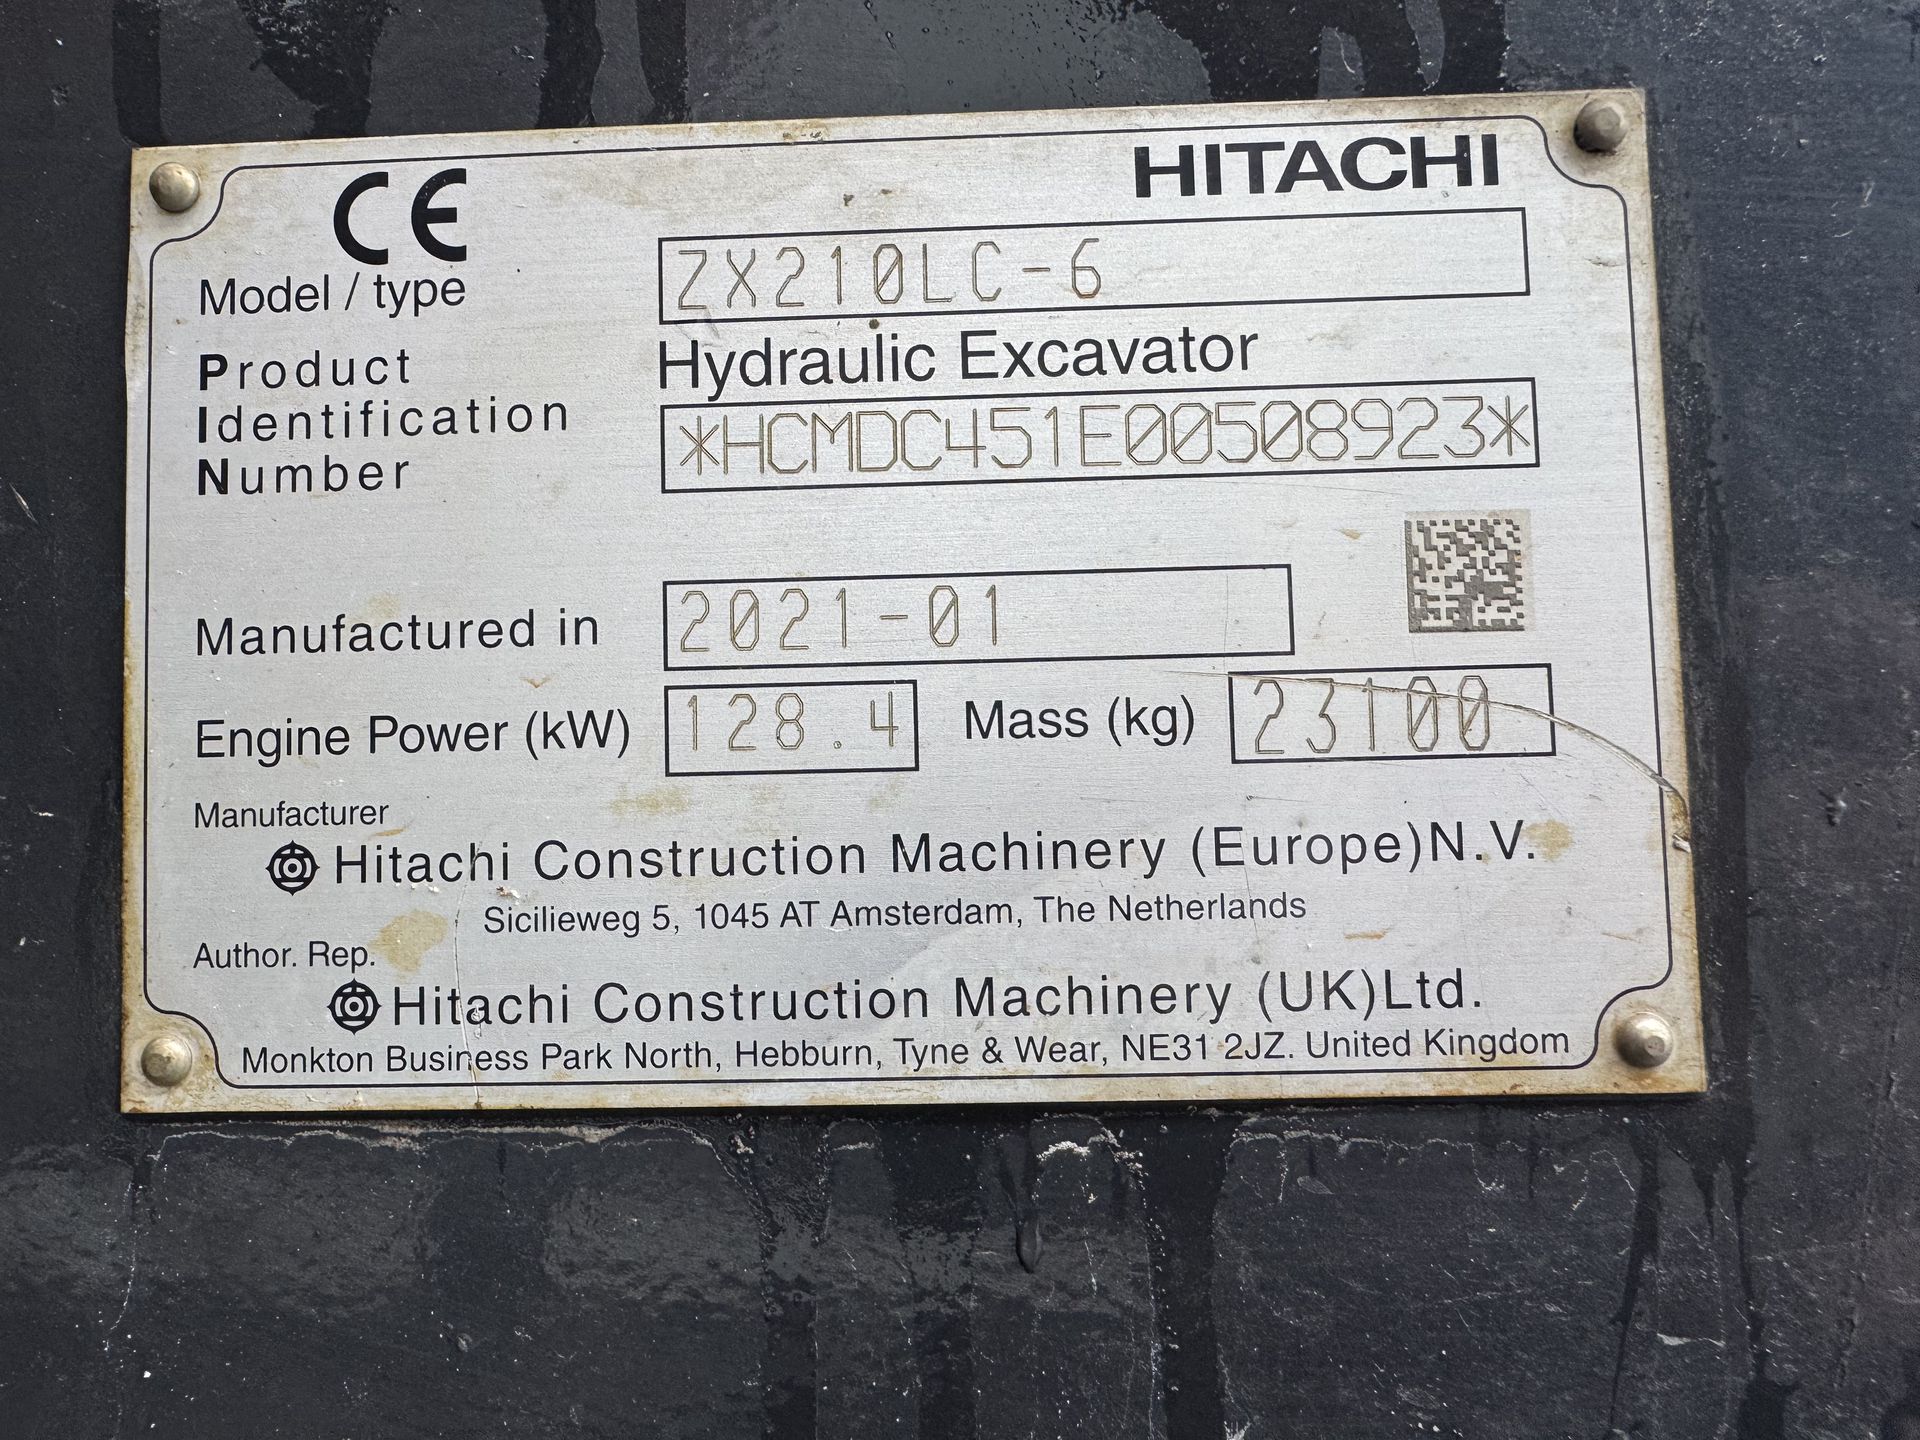 CE HITACHI
Model / type ZX210LC-6
Hydraulic Excavator
Product
Identification
Number *HCMDC451E00508923*
Manufactured in 2021-01
Engine Power (kW) 128.4 Mass (kg) 23100
Manufacturer
Hitachi Construction Machinery (Europe)N.V.
Sicilieweg 5, 1045 AT Amsterdam, The Netherlands
Author. Rep.
Hitachi Construction Machinery (UK)Ltd.
Monkton Business Park North, Hebburn, Tyne & Wear, NE31 2JZ. United Kingdom